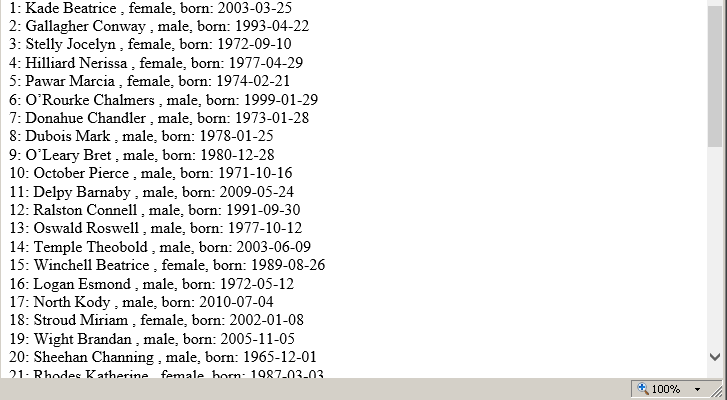 1: Kade Beatrice , female, born: 2003-03-25
2: Gallagher Conway , male, born: 1993-04-22
3: Stelly Jocelyn , female, born: 1972-09-10
4: Hilliard Nerissa , female, born: 1977-04-29
5: Pawar Marcia , female, born: 1974-02-21
6: O’Rourke Chalmers , male, born: 1999-01-29
7: Donahue Chandler , male, born: 1973-01-28
8: Dubois Mark , male, born: 1978-01-25
9: O’Leary Bret , male, born: 1980-12-28
10: October Pierce , male, born: 1971-10-16
11: Delpy Barnaby , male, born: 2009-05-24
12: Ralston Connell , male, born: 1991-09-30
13: Oswald Roswell , male, born: 1977-10-12
14: Temple Theobold , male, born: 2003-06-09
15: Winchell Beatrice , female, born: 1989-08-26
16: Logan Esmond , male, born: 1972-05-12
17: North Kody , male, born: 2010-07-04
18: Stroud Miriam , female, born: 2002-01-08
19: Wight Brandan , male, born: 2005-11-05
20: Sheehan Channing , male, born: 1965-12-01
21: Rhodes Katherine , female, born: 1987-03-03
100%